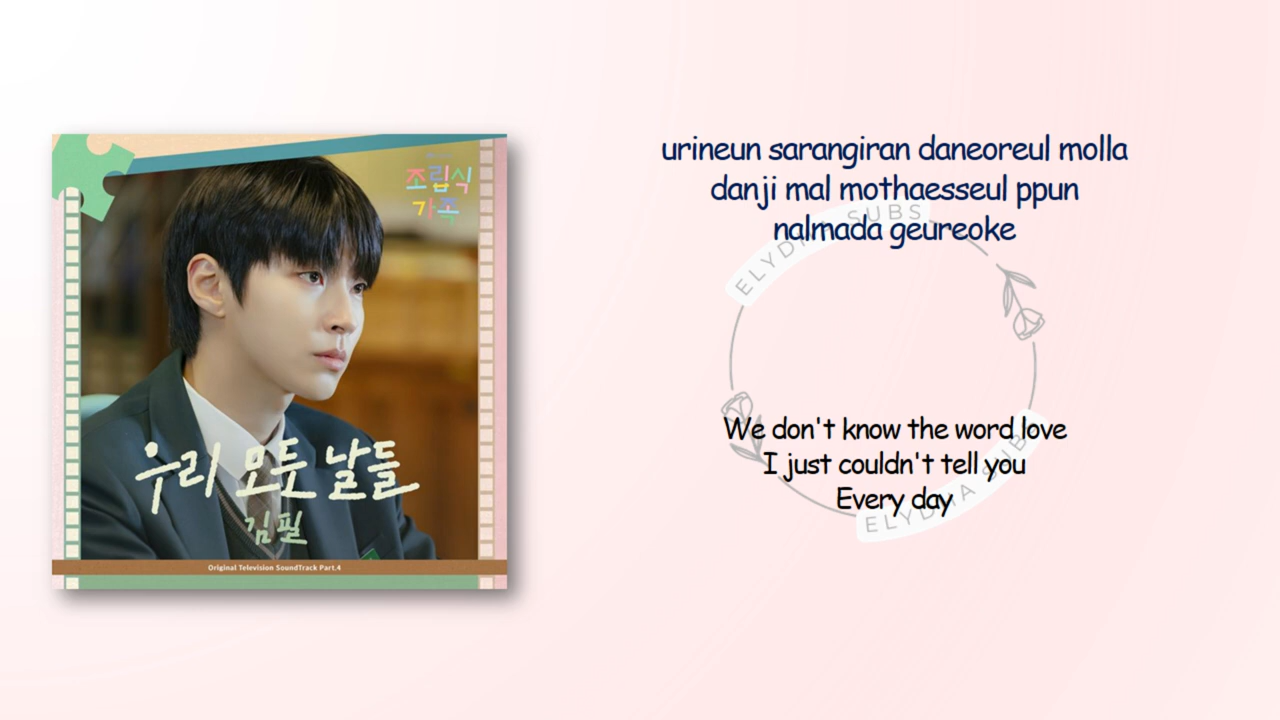 조립식
가족
우리 모든 날들
김필
Original Television SoundTrack Part.4
urineun sarangiran daneoreul molla
danji mal mothaesseul ppun
nalmada geureoke
ELYDIA SUBS
We don't know the word love
I just couldn't tell you
Every day
ELYDIA SUBS